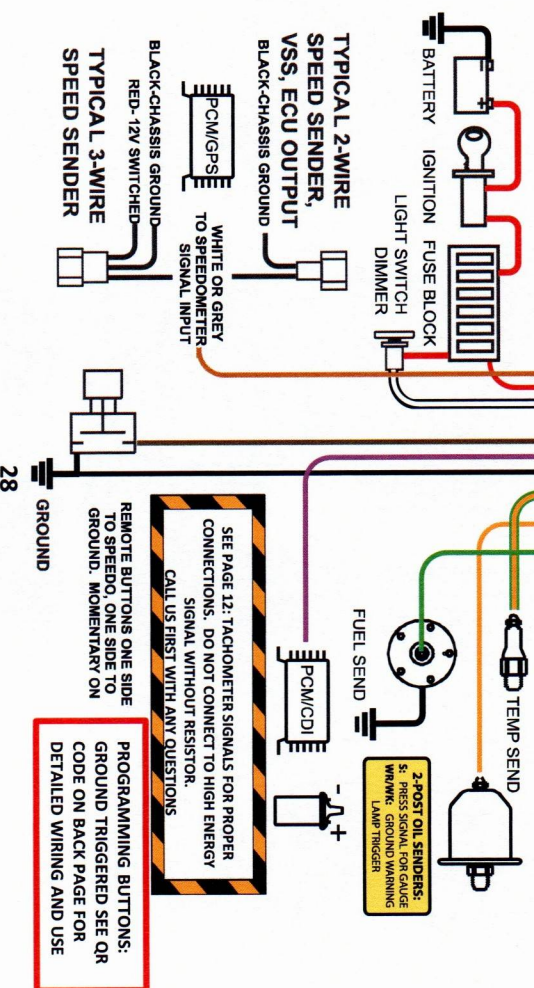 BATTERY
IGNITION
FUSE BLOCK
LIGHT SWITCH
DIMMER
TYPICAL 2-WIRE
SPEED SENDER,
VSS, ECU OUTPUT
BLACK-CHASSIS GROUND
PCM/GPS
WHITE OR GREY
TO SPEEDOMETER
SIGNAL INPUT
BLACK-CHASSIS GROUND
RED- 12V SWITCHED
TYPICAL 3-WIRE
SPEED SENDER
TEMP SEND
FUEL SEND
2-POST OIL SENDERS:
S: PRESS SIGNAL FOR GAUGE
WR/WK: GROUND WARNING
LAMP TRIGGER
PCM/CDI
- +
SEE PAGE 12: TACHOMETER SIGNALS FOR PROPER
CONNECTIONS. DO NOT CONNECT TO HIGH ENERGY
SIGNAL WITHOUT RESISTOR.
CALL US FIRST WITH ANY QUESTIONS
REMOTE BUTTONS ONE SIDE
TO SPEEDO, ONE SIDE TO
GROUND. MOMENTARY ON
GROUND
PROGRAMMING BUTTONS:
GROUND TRIGGERED SEE QR
CODE ON BACK PAGE FOR
DETAILED WIRING AND USE
28